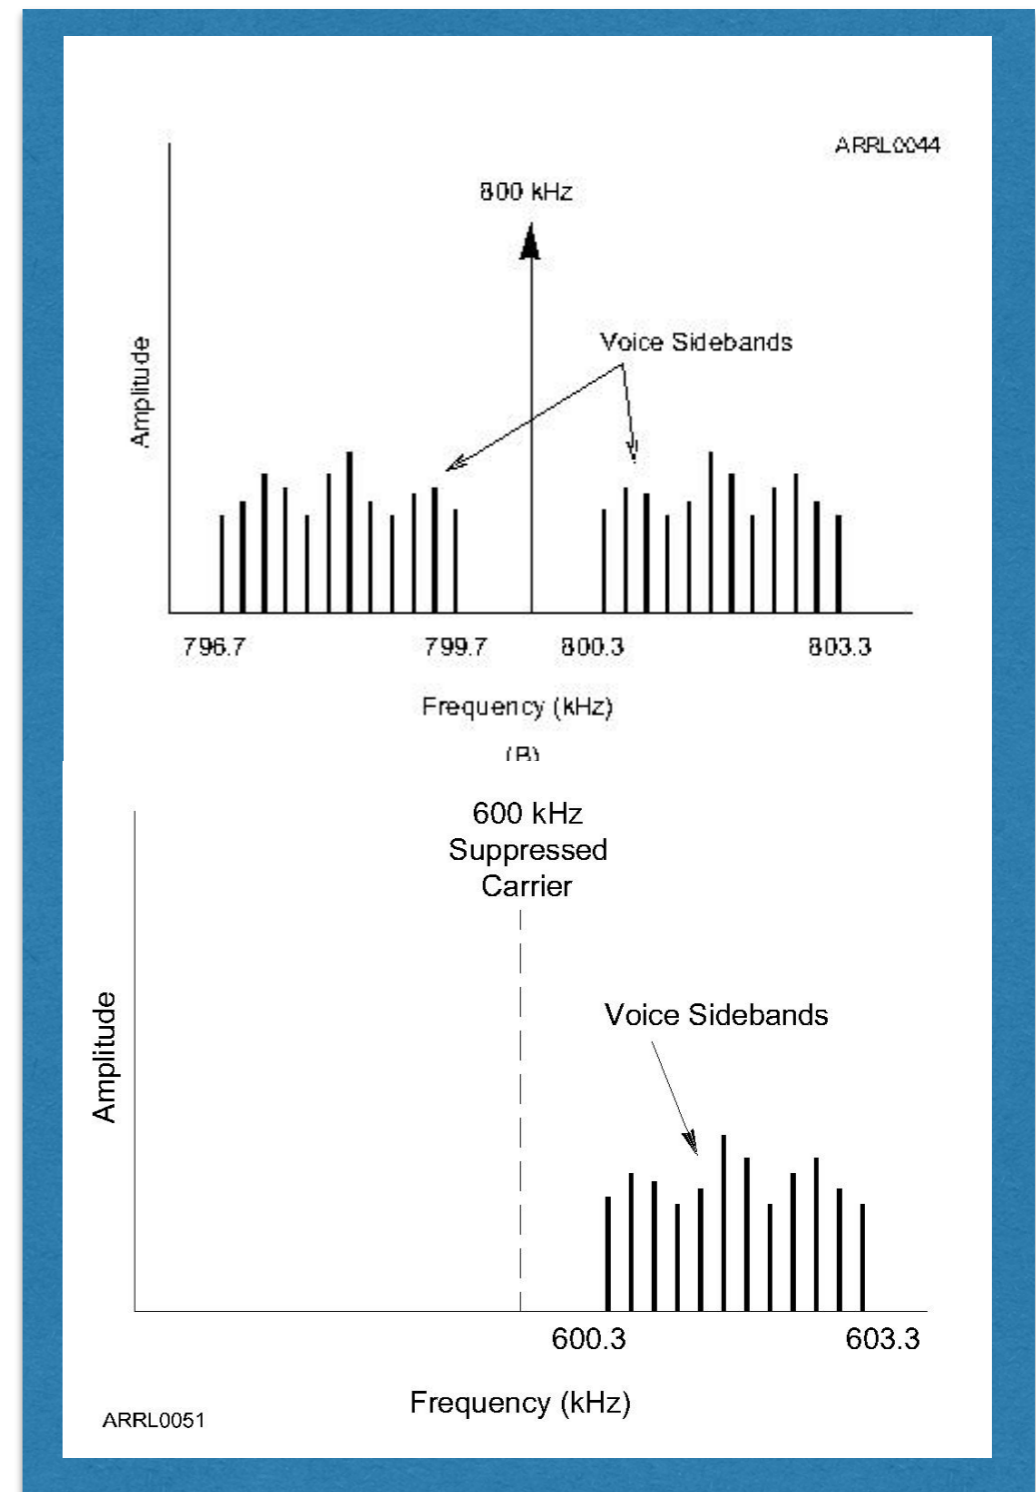 ARRL0044
800 kHz
Voice Sidebands
Amplitude
796.7 799.7 800.3 803.3
Frequency (kHz)
(B)
600 kHz
Suppressed
Carrier
Voice Sidebands
Amplitude
600.3 603.3
Frequency (kHz)
ARRL0051